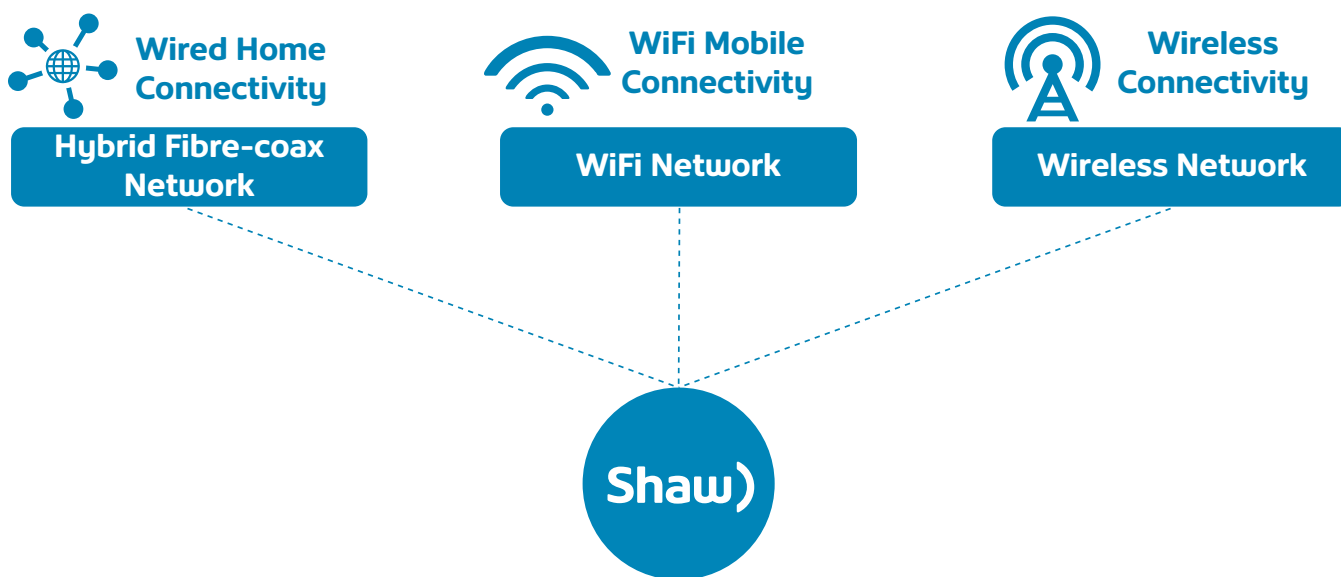 Wired Home
Connectivity
WiFi Mobile
Connectivity
Wireless
Connectivity
Hybrid Fibre-coax
Network
WiFi Network
Wireless Network
Shaw)